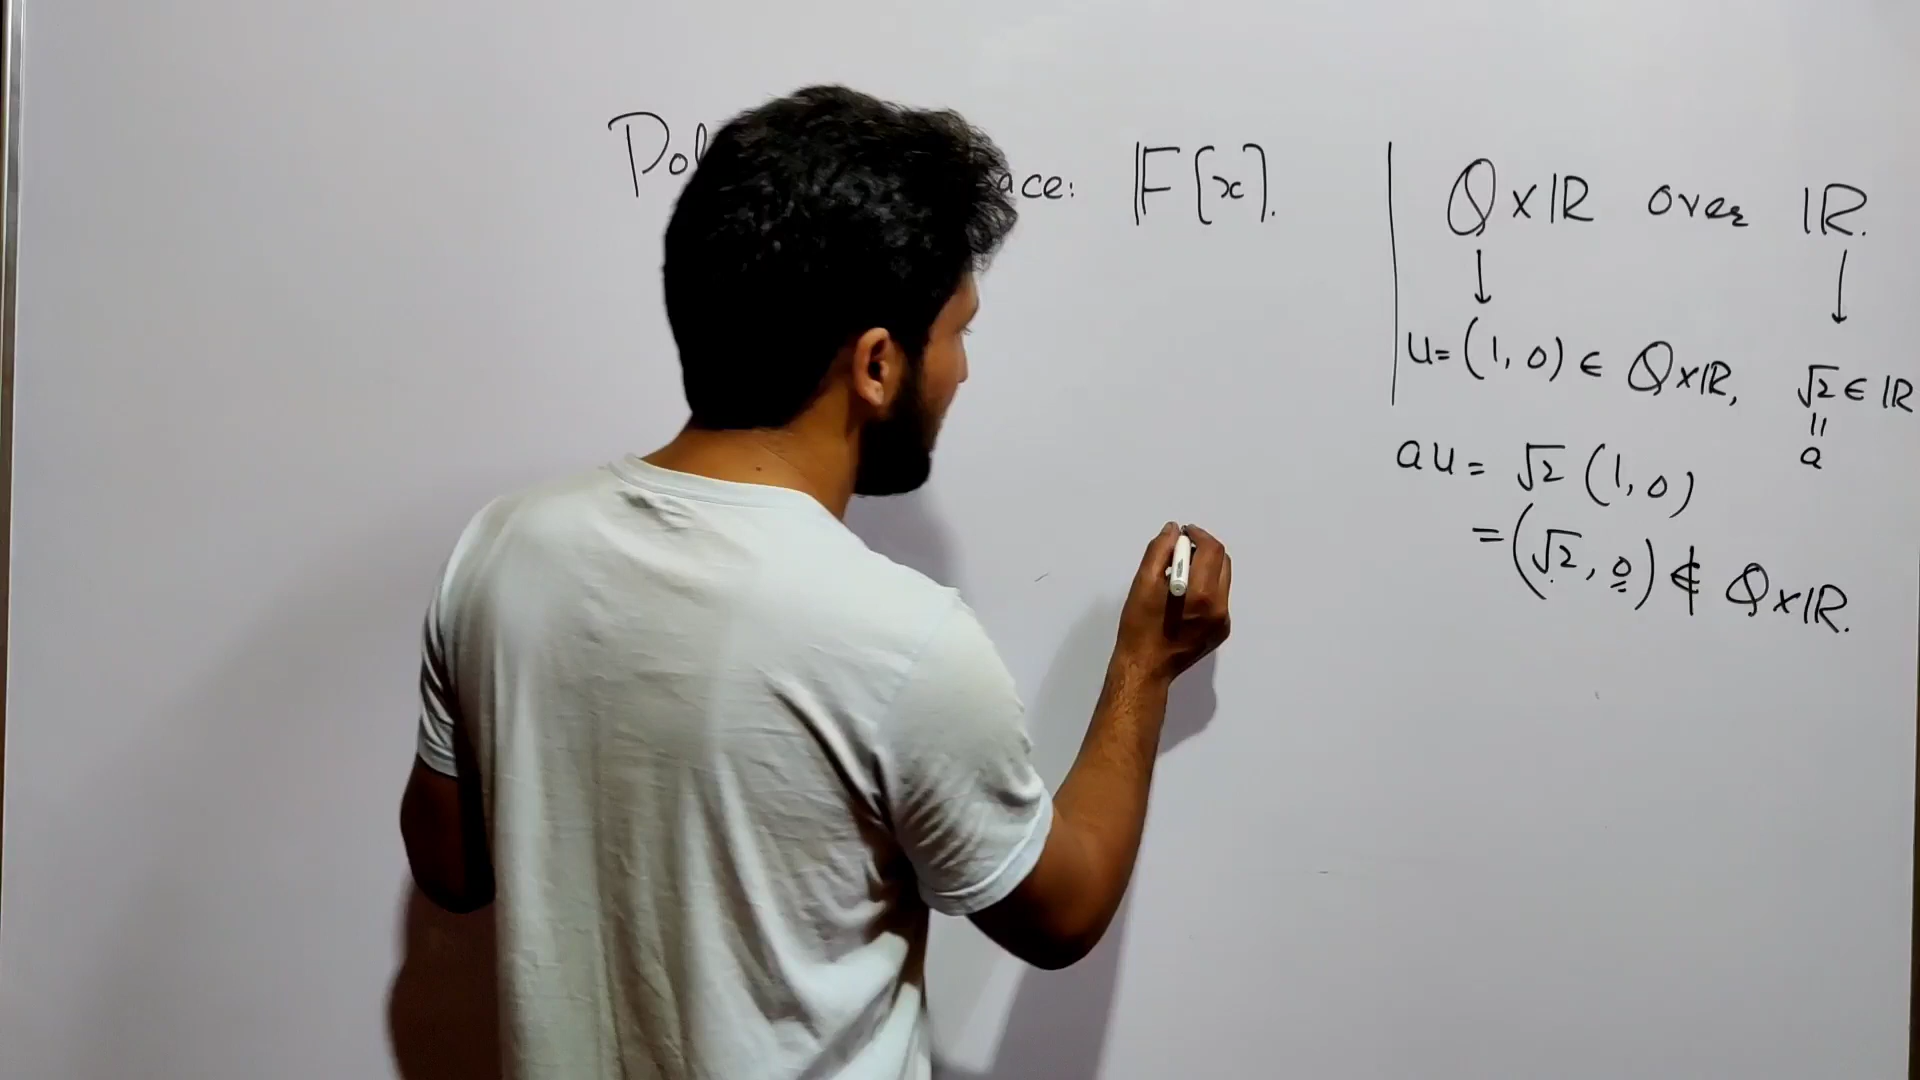 Pol ace: F[x].
Q×R over R.
↓ ↓
u=(1,0) ∈ Q×R, √2 ∈ R
=
a
au = √2 (1,0)
=(√2, 0) ∉ Q×R.